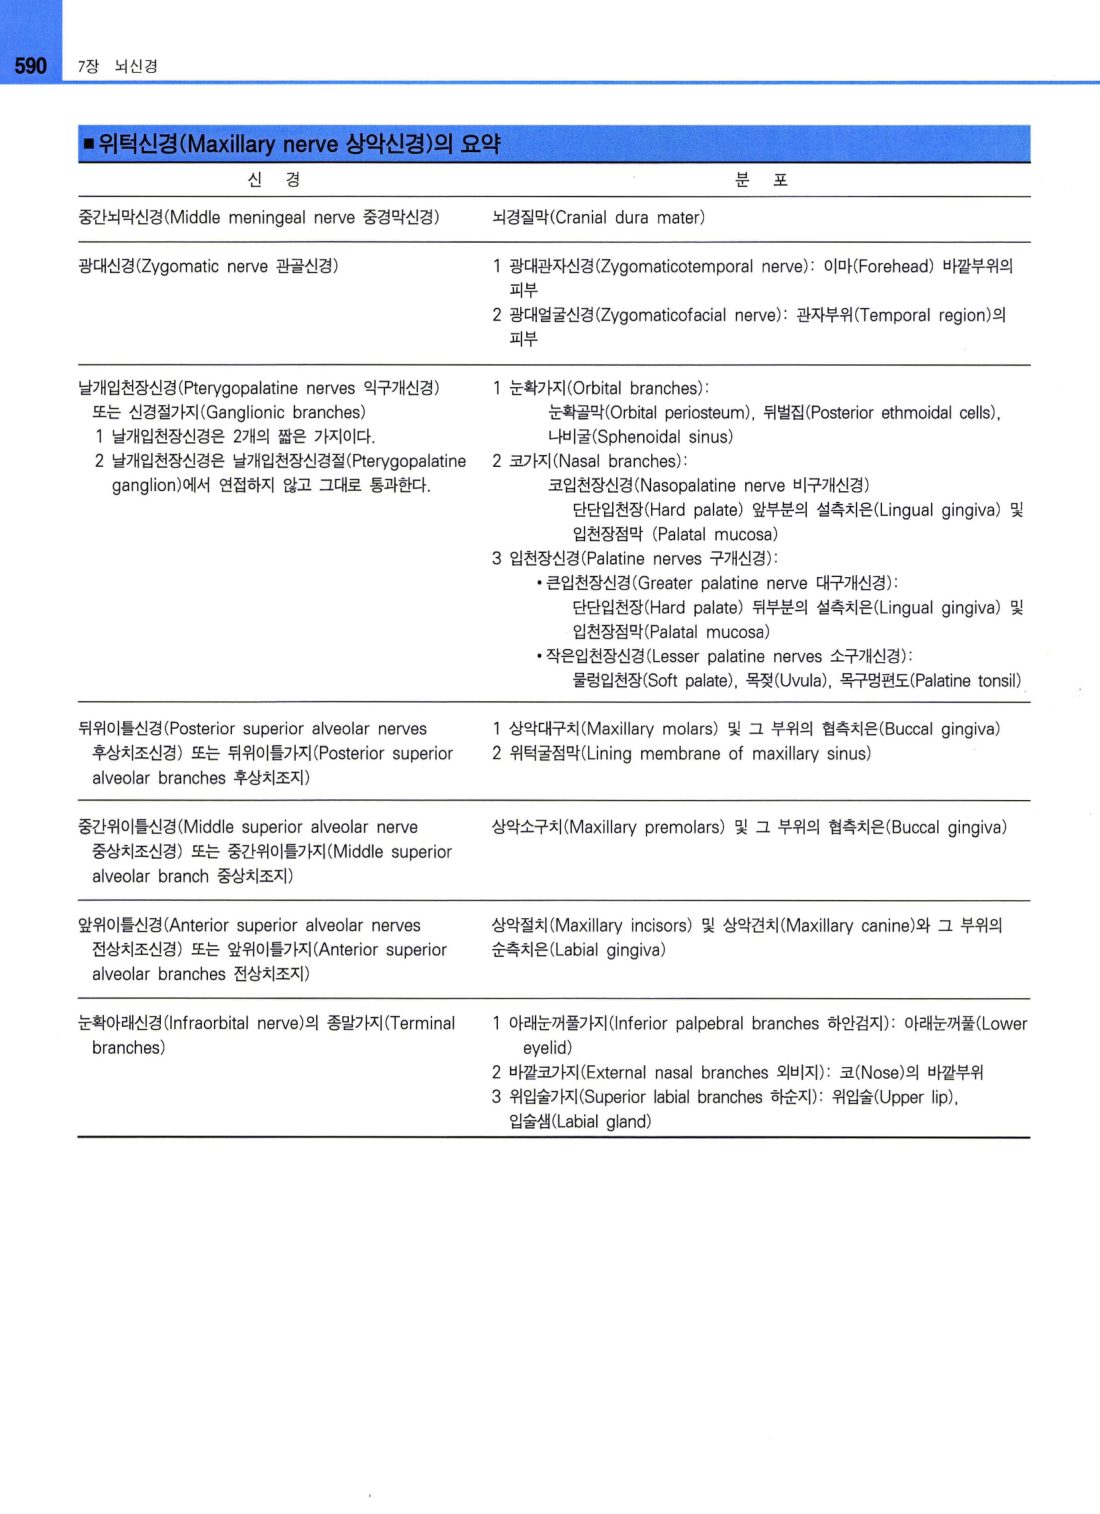 590 7장 뇌신경
■ 위턱신경(Maxillary nerve 상악신경)의 요약
신 경
분 포
중간뇌막신경(Middle meningeal nerve 중경막신경)
뇌경질막(Cranial dura mater)
광대신경(Zygomatic nerve 관골신경)
1 광대관자신경(Zygomaticotemporal nerve): 이마(Forehead) 바깥부위의
피부
2 광대얼굴신경(Zygomaticofacial nerve): 관자부위(Temporal region)의
피부
날개입천장신경(Pterygopalatine nerves 익구개신경)
또는 신경절가지(Ganglionic branches)
1 날개입천장신경은 2개의 짧은 가지이다.
2 날개입천장신경은 날개입천장신경절(Pterygopalatine
ganglion)에서 연접하지 않고 그대로 통과한다.
1 눈확가지(Orbital branches):
눈확골막(Orbital periosteum), 뒤벌집(Posterior ethmoidal cells),
나비굴(Sphenoidal sinus)
2 코가지(Nasal branches):
코입천장신경(Nasopalatine nerve 비구개신경)
단단입천장(Hard palate) 앞부분의 설측치은(Lingual gingiva) 및
입천장점막 (Palatal mucosa)
3 입천장신경(Palatine nerves 구개신경):
•큰입천장신경(Greater palatine nerve 대구개신경):
단단입천장(Hard palate) 뒤부분의 설측치은(Lingual gingiva) 및
입천장점막(Palatal mucosa)
•작은입천장신경(Lesser palatine nerves 소구개신경):
물렁입천장(Soft palate), 목젖(Uvula), 목구멍편도(Palatine tonsil)
뒤위이틀신경(Posterior superior alveolar nerves
후상치조신경) 또는 뒤위이틀가지(Posterior superior
alveolar branches 후상치조지)
1 상악대구치(Maxillary molars) 및 그 부위의 협측치은(Buccal gingiva)
2 위턱굴점막(Lining membrane of maxillary sinus)
중간위이틀신경(Middle superior alveolar nerve
중상치조신경) 또는 중간위이틀가지(Middle superior
alveolar branch 중상치조지)
상악소구치(Maxillary premolars) 및 그 부위의 협측치은(Buccal gingiva)
앞위이틀신경(Anterior superior alveolar nerves
전상치조신경) 또는 앞위이틀가지(Anterior superior
alveolar branches 전상치조지)
상악절치(Maxillary incisors) 및 상악견치(Maxillary canine)와 그 부위의
순측치은(Labial gingiva)
눈확아래신경(Infraorbital nerve)의 종말가지(Terminal
branches)
1 아래눈꺼풀가지(Inferior palpebral branches 하안검지): 아래눈꺼풀(Lower
eyelid)
2 바깥코가지(External nasal branches 외비지): 코(Nose)의 바깥부위
3 위입술가지(Superior labial branches 하순지): 위입술(Upper lip),
입술샘(Labial gland)